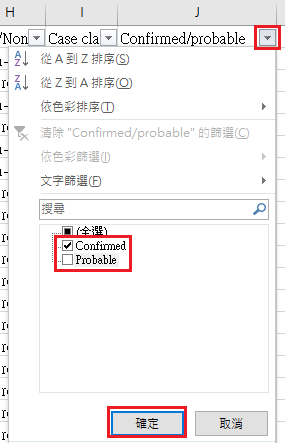 H I J
/Non Case cla Confirmed/probable
從 A 到 Z 排序(S)
從 Z 到 A 排序(O)
依色彩排序(T)
清除 "Confirmed/probable" 的篩選(C)
依色彩篩選(I)
文字篩選(F)
搜尋
(全選)
Confirmed
Probable
確定 取消